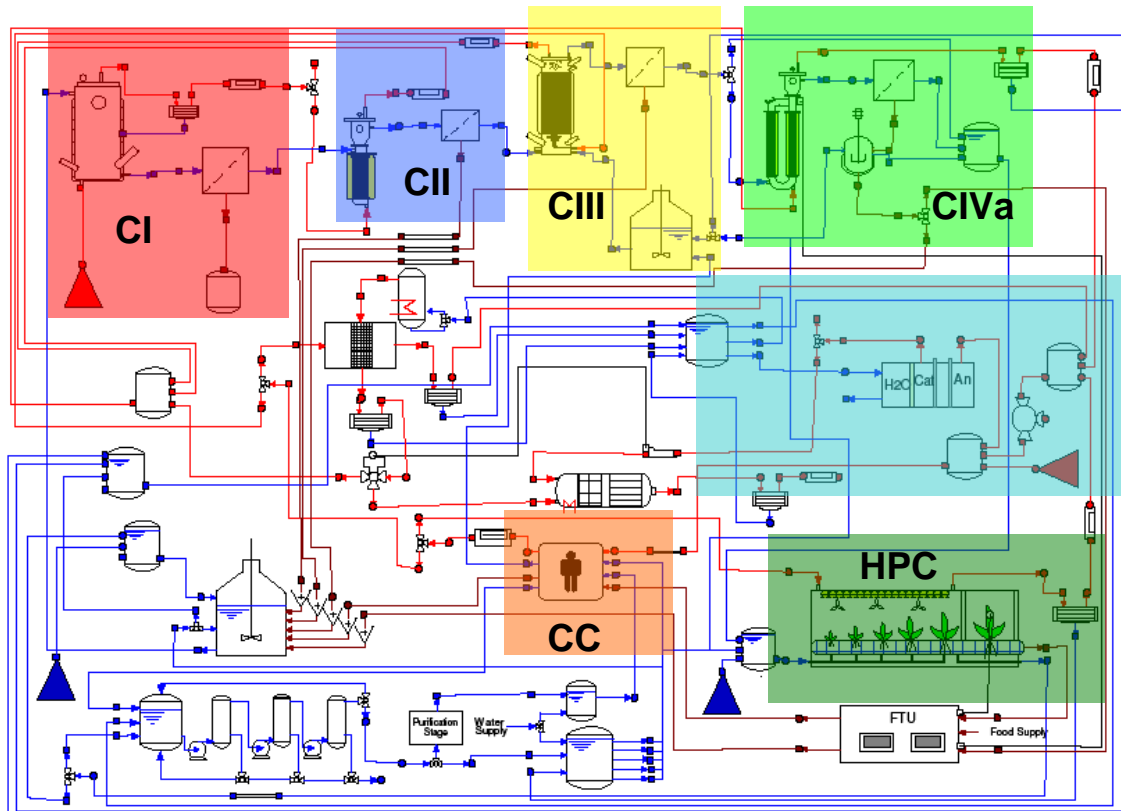 CI
CII
CIII
CIVa
H2O
Cat
An
HPC
CC
Purification
Stage
Water
Supply
FTU
Food Supply